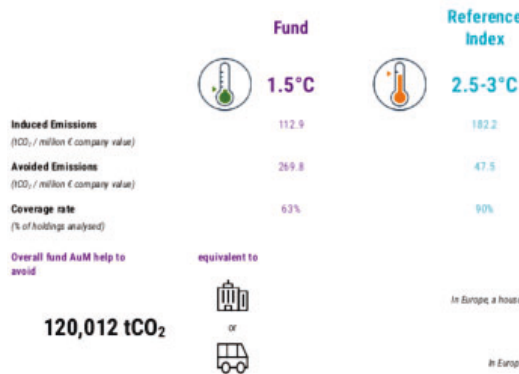 Fund
Reference
Index
1.5°C
2.5-3°C
Induced Emissions
112.9
182.2
(tCO₂ / million € company value)
Avoided Emissions
269.8
47.5
(tCO₂ / million € company value)
Coverage rate
63%
90%
(% of holdings analysed)
Overall fund AuM help to
avoid
equivalent to
In Europe, a hous
120,012 tCO₂
or
In Europ